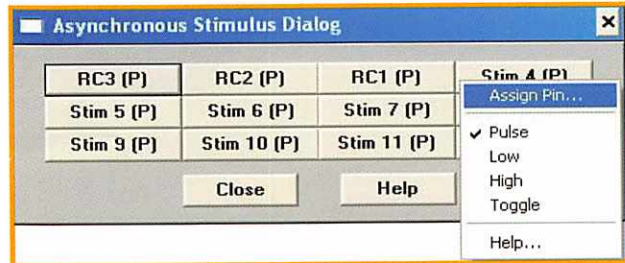 Asynchronous Stimulus Dialog
RC3 (P) RC2 (P) RC1 (P) Stim 4 (P)
Assign Pin...
Stim 5 (P) Stim 6 (P) Stim 7 (P)
Pulse
Stim 9 (P) Stim 10 (P) Stim 11 (P)
Low
High
Close Help
Toggle
Help...